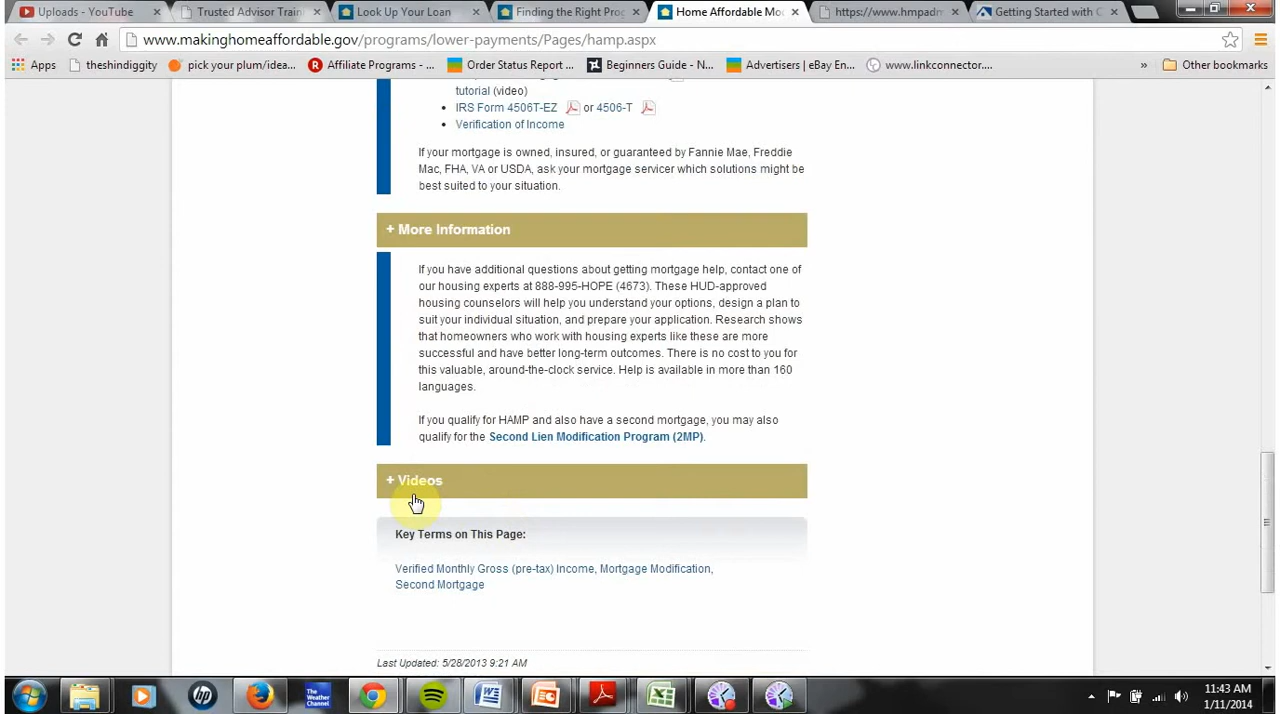 Uploads - YouTube
Trusted Advisor Train
Look Up Your Loan
Finding the Right Prog
Home Affordable Mod
https://www.hmpadm
Getting Started with C
www.makinghomeaffordable.gov/programs/lower-payments/Pages/hamp.aspx
Apps
theshindiggity
pick your plum/idea...
Affiliate Programs - ...
Order Status Report ...
Beginners Guide - N...
Advertisers | eBay En...
www.linkconnector....
»
Other bookmarks
tutorial (video)
• IRS Form 4506T-EZ or 4506-T
• Verification of Income
If your mortgage is owned, insured, or guaranteed by Fannie Mae, Freddie
Mac, FHA, VA or USDA, ask your mortgage servicer which solutions might be
best suited to your situation.
+ More Information
If you have additional questions about getting mortgage help, contact one of
our housing experts at 888-995-HOPE (4673). These HUD-approved
housing counselors will help you understand your options, design a plan to
suit your individual situation, and prepare your application. Research shows
that homeowners who work with housing experts like these are more
successful and have better long-term outcomes. There is no cost to you for
this valuable, around-the-clock service. Help is available in more than 160
languages.
If you qualify for HAMP and also have a second mortgage, you may also
qualify for the Second Lien Modification Program (2MP).
+ Videos
Key Terms on This Page:
Verified Monthly Gross (pre-tax) Income, Mortgage Modification,
Second Mortgage
Last Updated: 5/28/2013 9:21 AM
hp
The Weather Channel
11:43 AM
1/11/2014